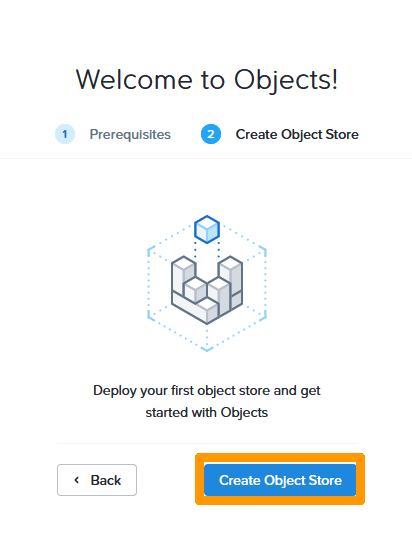 Welcome to Objects!
1 Prerequisites 2 Create Object Store
Deploy your first object store and get
started with Objects
Back Create Object Store